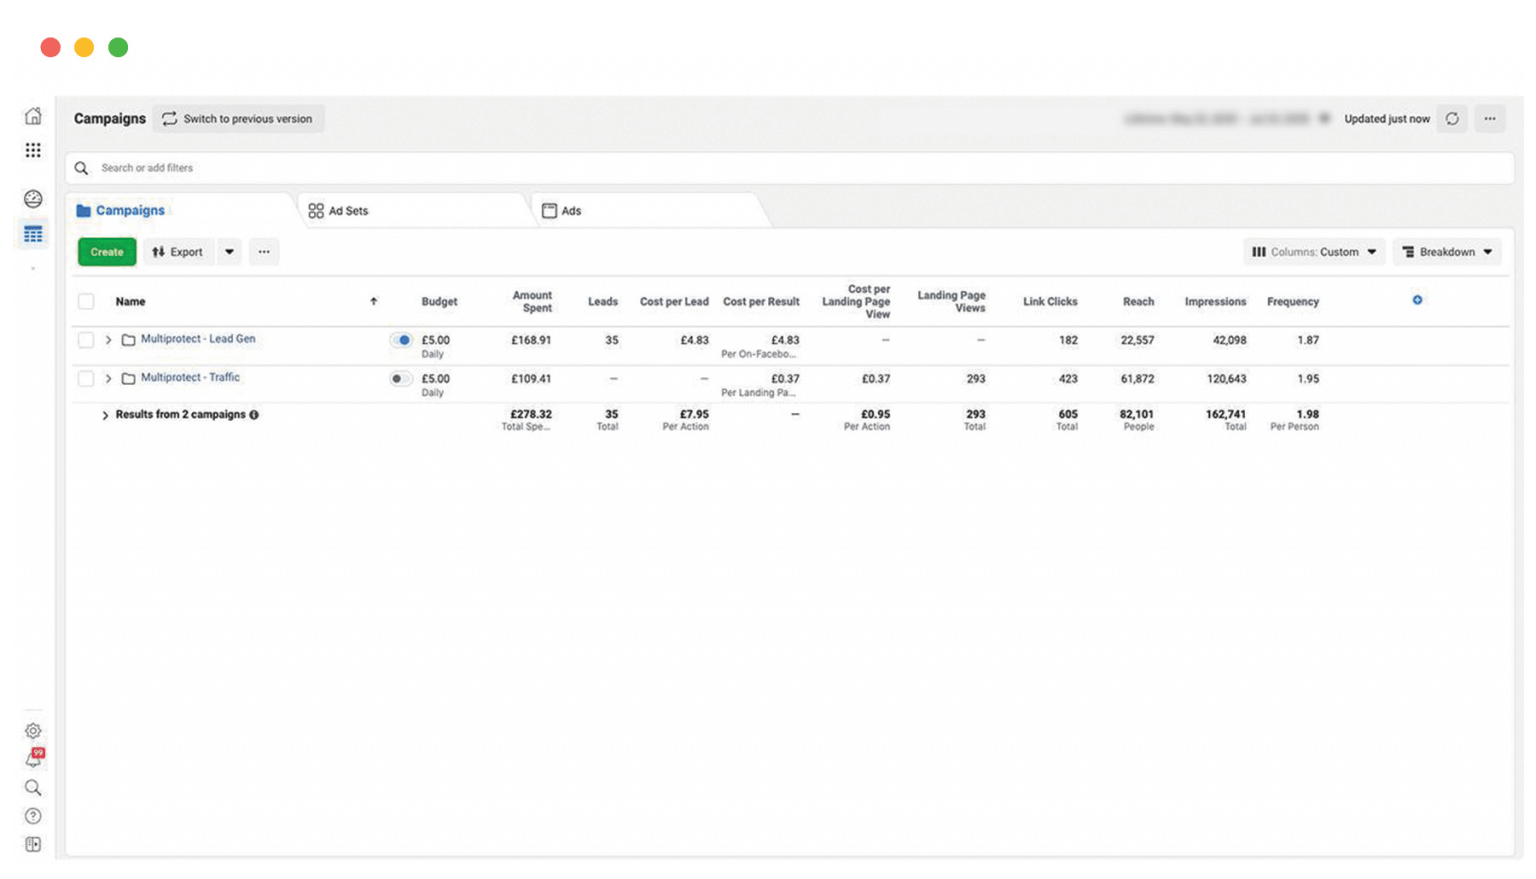 Campaigns
Switch to previous version
Updated just now
Search or add filters
Campaigns
Ad Sets
Ads
Create
Export
Columns: Custom
Breakdown
Name
Budget
Amount Spent
Leads
Cost per Lead
Cost per Result
Cost per Landing Page View
Landing Page Views
Link Clicks
Reach
Impressions
Frequency
Multiprotect - Lead Gen £5.00 £168.91 35 £4.83 £4.83 – – 182 22,557 42,098 1.87
Daily Per On-Facebo...
Multiprotect - Traffic £5.00 £109.41 – – £0.37 £0.37 293 423 61,872 120,643 1.95
Daily Per Landing Pa...
Results from 2 campaigns £278.32 35 £7.95 – £0.95 293 605 82,101 162,741 1.98
Total Spe... Total Per Action Per Action Total Total People Total Per Person
99